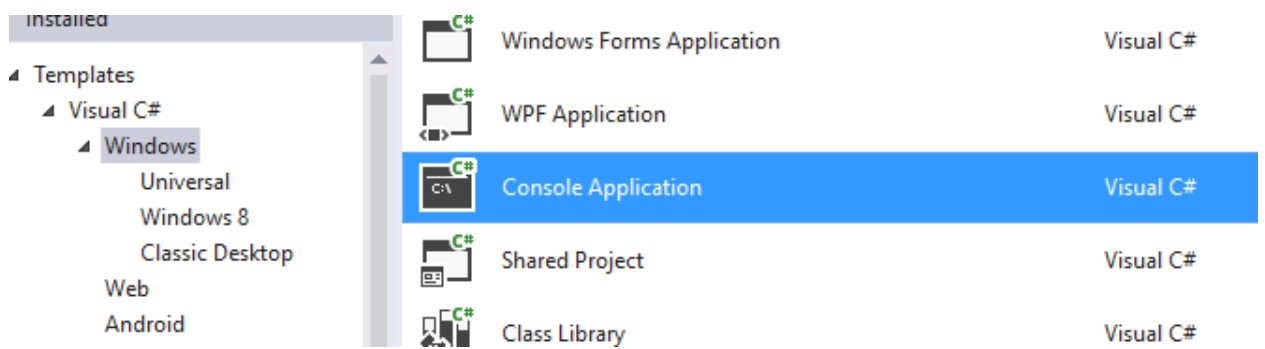 Installed
Templates
Visual C#
Windows
Universal
Windows 8
Classic Desktop
Web
Android
C# Windows Forms Application Visual C#
C# WPF Application Visual C#
C# C:\ Console Application Visual C#
C# Shared Project Visual C#
C# Class Library Visual C#